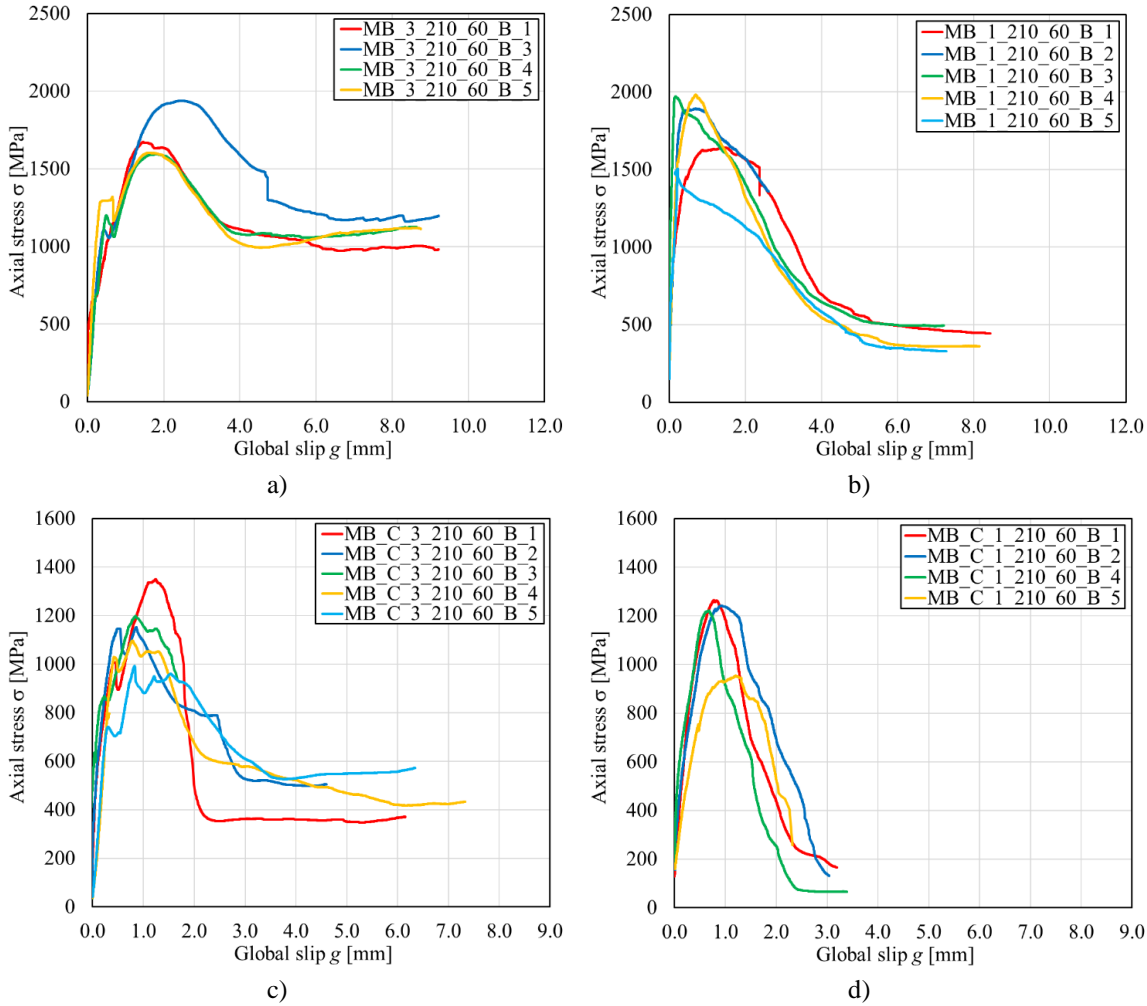 2500
2000
1500
1000
500
0
Axial stress σ [MPa]
MB_3_210_60_B_1
MB_3_210_60_B_3
MB_3_210_60_B_4
MB_3_210_60_B_5
0.0 2.0 4.0 6.0 8.0 10.0 12.0
Global slip g [mm]
a)
2500
2000
1500
1000
500
0
Axial stress σ [MPa]
MB_1_210_60_B_1
MB_1_210_60_B_2
MB_1_210_60_B_3
MB_1_210_60_B_4
MB_1_210_60_B_5
0.0 2.0 4.0 6.0 8.0 10.0 12.0
Global slip g [mm]
b)
1600
1400
1200
1000
800
600
400
200
0
Axial stress σ [MPa]
MB_C_3_210_60_B_1
MB_C_3_210_60_B_2
MB_C_3_210_60_B_3
MB_C_3_210_60_B_4
MB_C_3_210_60_B_5
0.0 1.0 2.0 3.0 4.0 5.0 6.0 7.0 8.0 9.0
Global slip g [mm]
c)
1600
1400
1200
1000
800
600
400
200
0
Axial stress σ [MPa]
MB_C_1_210_60_B_1
MB_C_1_210_60_B_2
MB_C_1_210_60_B_4
MB_C_1_210_60_B_5
0.0 1.0 2.0 3.0 4.0 5.0 6.0 7.0 8.0 9.0
Global slip g [mm]
d)